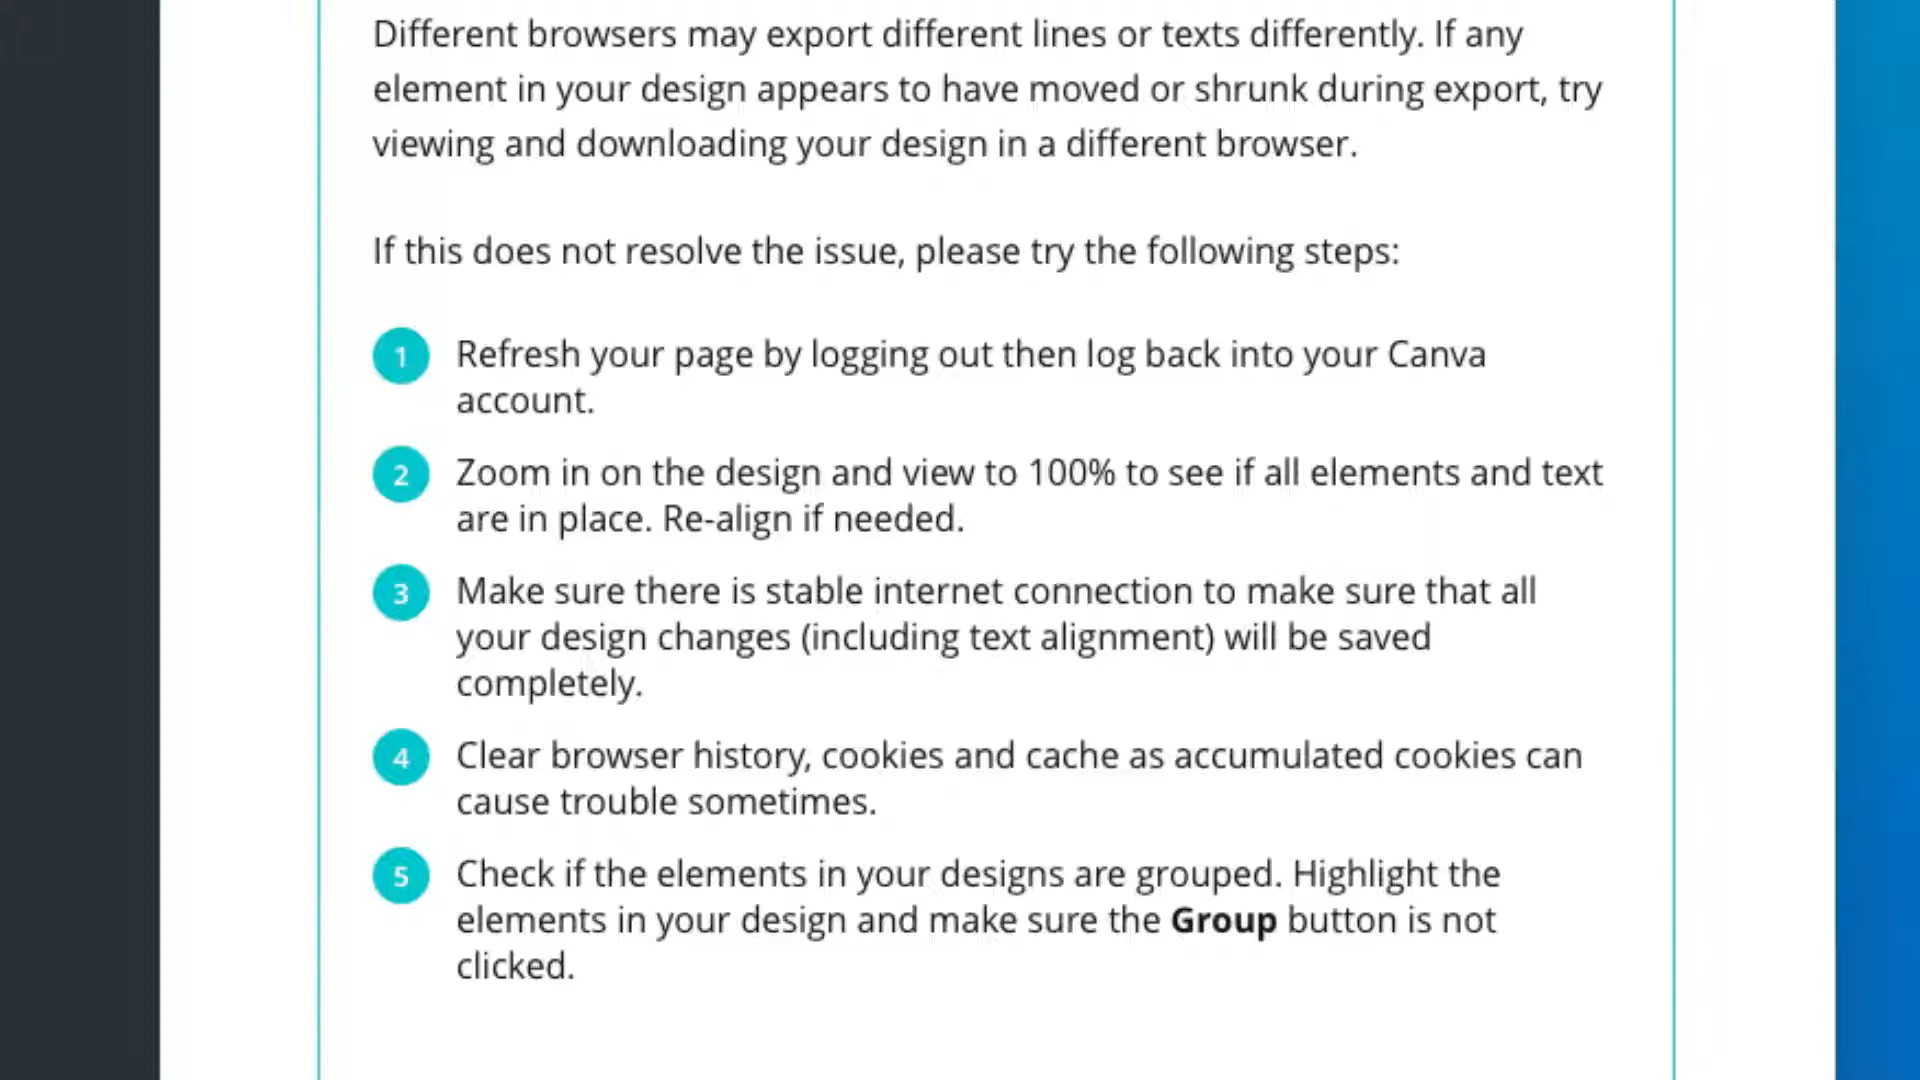 Different browsers may export different lines or texts differently. If any
element in your design appears to have moved or shrunk during export, try
viewing and downloading your design in a different browser.
If this does not resolve the issue, please try the following steps:
1 Refresh your page by logging out then log back into your Canva
account.
2 Zoom in on the design and view to 100% to see if all elements and text
are in place. Re-align if needed.
3 Make sure there is stable internet connection to make sure that all
your design changes (including text alignment) will be saved
completely.
4 Clear browser history, cookies and cache as accumulated cookies can
cause trouble sometimes.
5 Check if the elements in your designs are grouped. Highlight the
elements in your design and make sure the Group button is not
clicked.